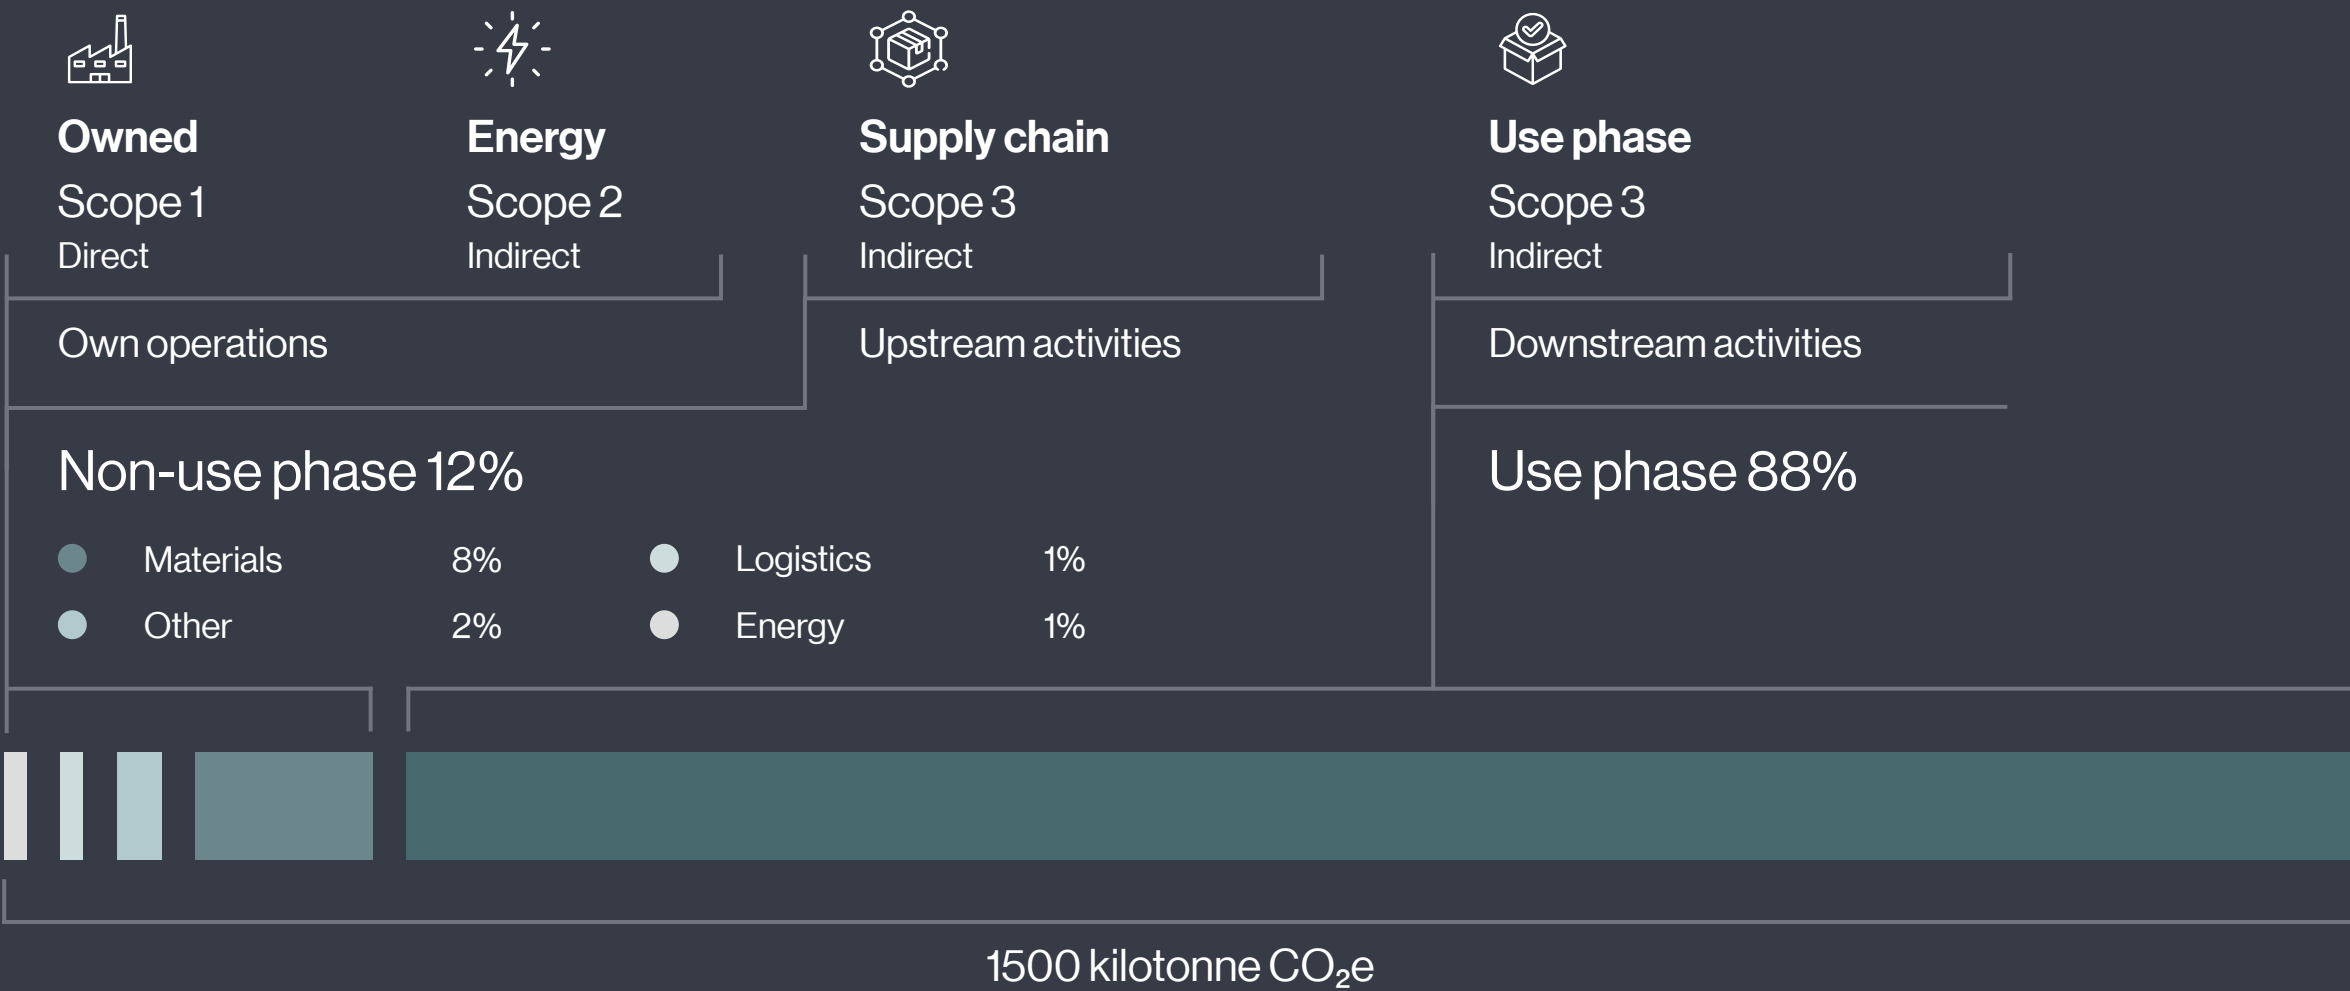 Owned
Scope 1
Direct
Energy
Scope 2
Indirect
Supply chain
Scope 3
Indirect
Use phase
Scope 3
Indirect
Own operations
Upstream activities
Downstream activities
Non-use phase 12%
Materials 8%
Other 2%
Logistics 1%
Energy 1%
Use phase 88%
1500 kilotonne CO₂e